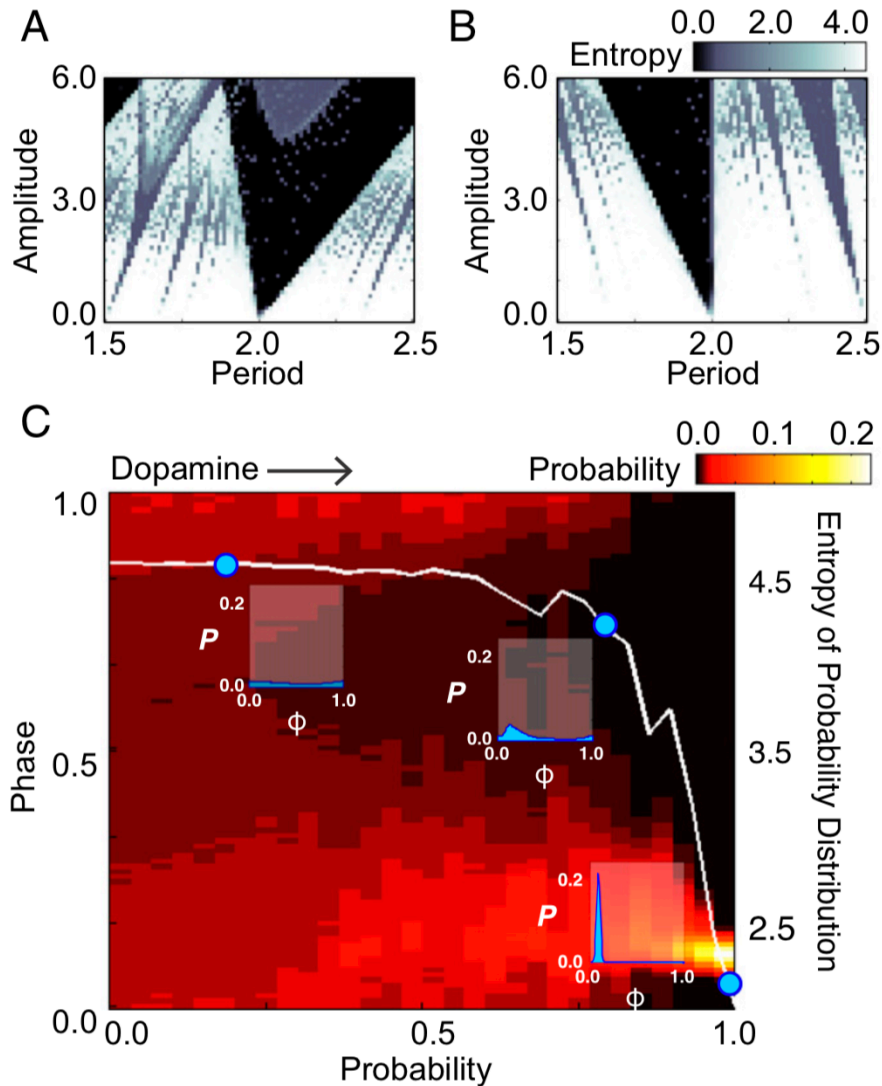 A
B
0.0 2.0 4.0
Entropy
6.0
3.0
0.0
Amplitude
1.5 2.0 2.5
Period
6.0
3.0
0.0
Amplitude
1.5 2.0 2.5
Period
C
0.0 0.1 0.2
Dopamine
Probability
1.0
0.5
0.0
Phase
4.5
3.5
2.5
Entropy of Probability Distribution
0.2
P
0.0
0.0 1.0
Φ
0.2
P
0.0
0.0 1.0
Φ
0.2
P
0.0
0.0 1.0
Φ
0.0 0.5 1.0
Probability